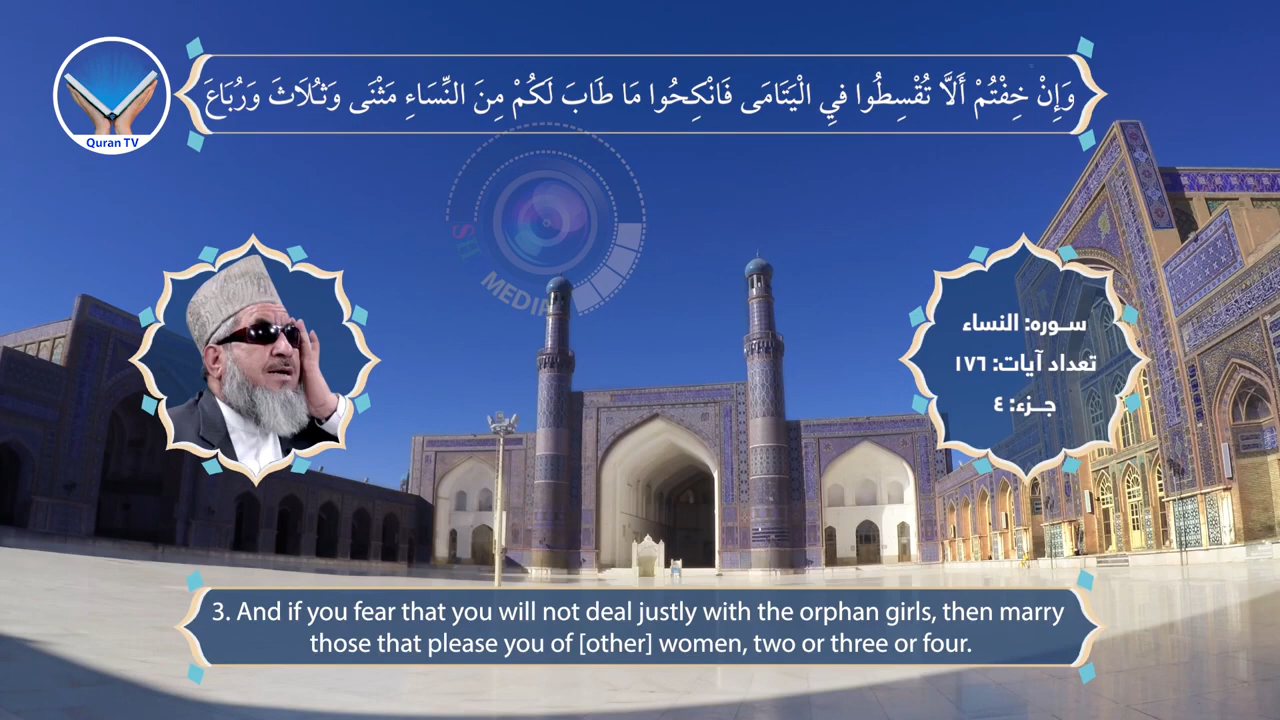 وَإِنْ خِفْتُمْ أَلَّا تُقْسِطُوا فِي الْيَتَامَى فَانْكِحُوا مَا طَابَ لَكُمْ مِنَ النِّسَاءِ مَثْنَى وَثُلَاثَ وَرُبَاعَ
Quran TV
SH
MEDIA
سـوره: النساء
تعداد آيات: ١٧٦
جـزء: ٤
3. And if you fear that you will not deal justly with the orphan girls, then marry
those that please you of [other] women, two or three or four.